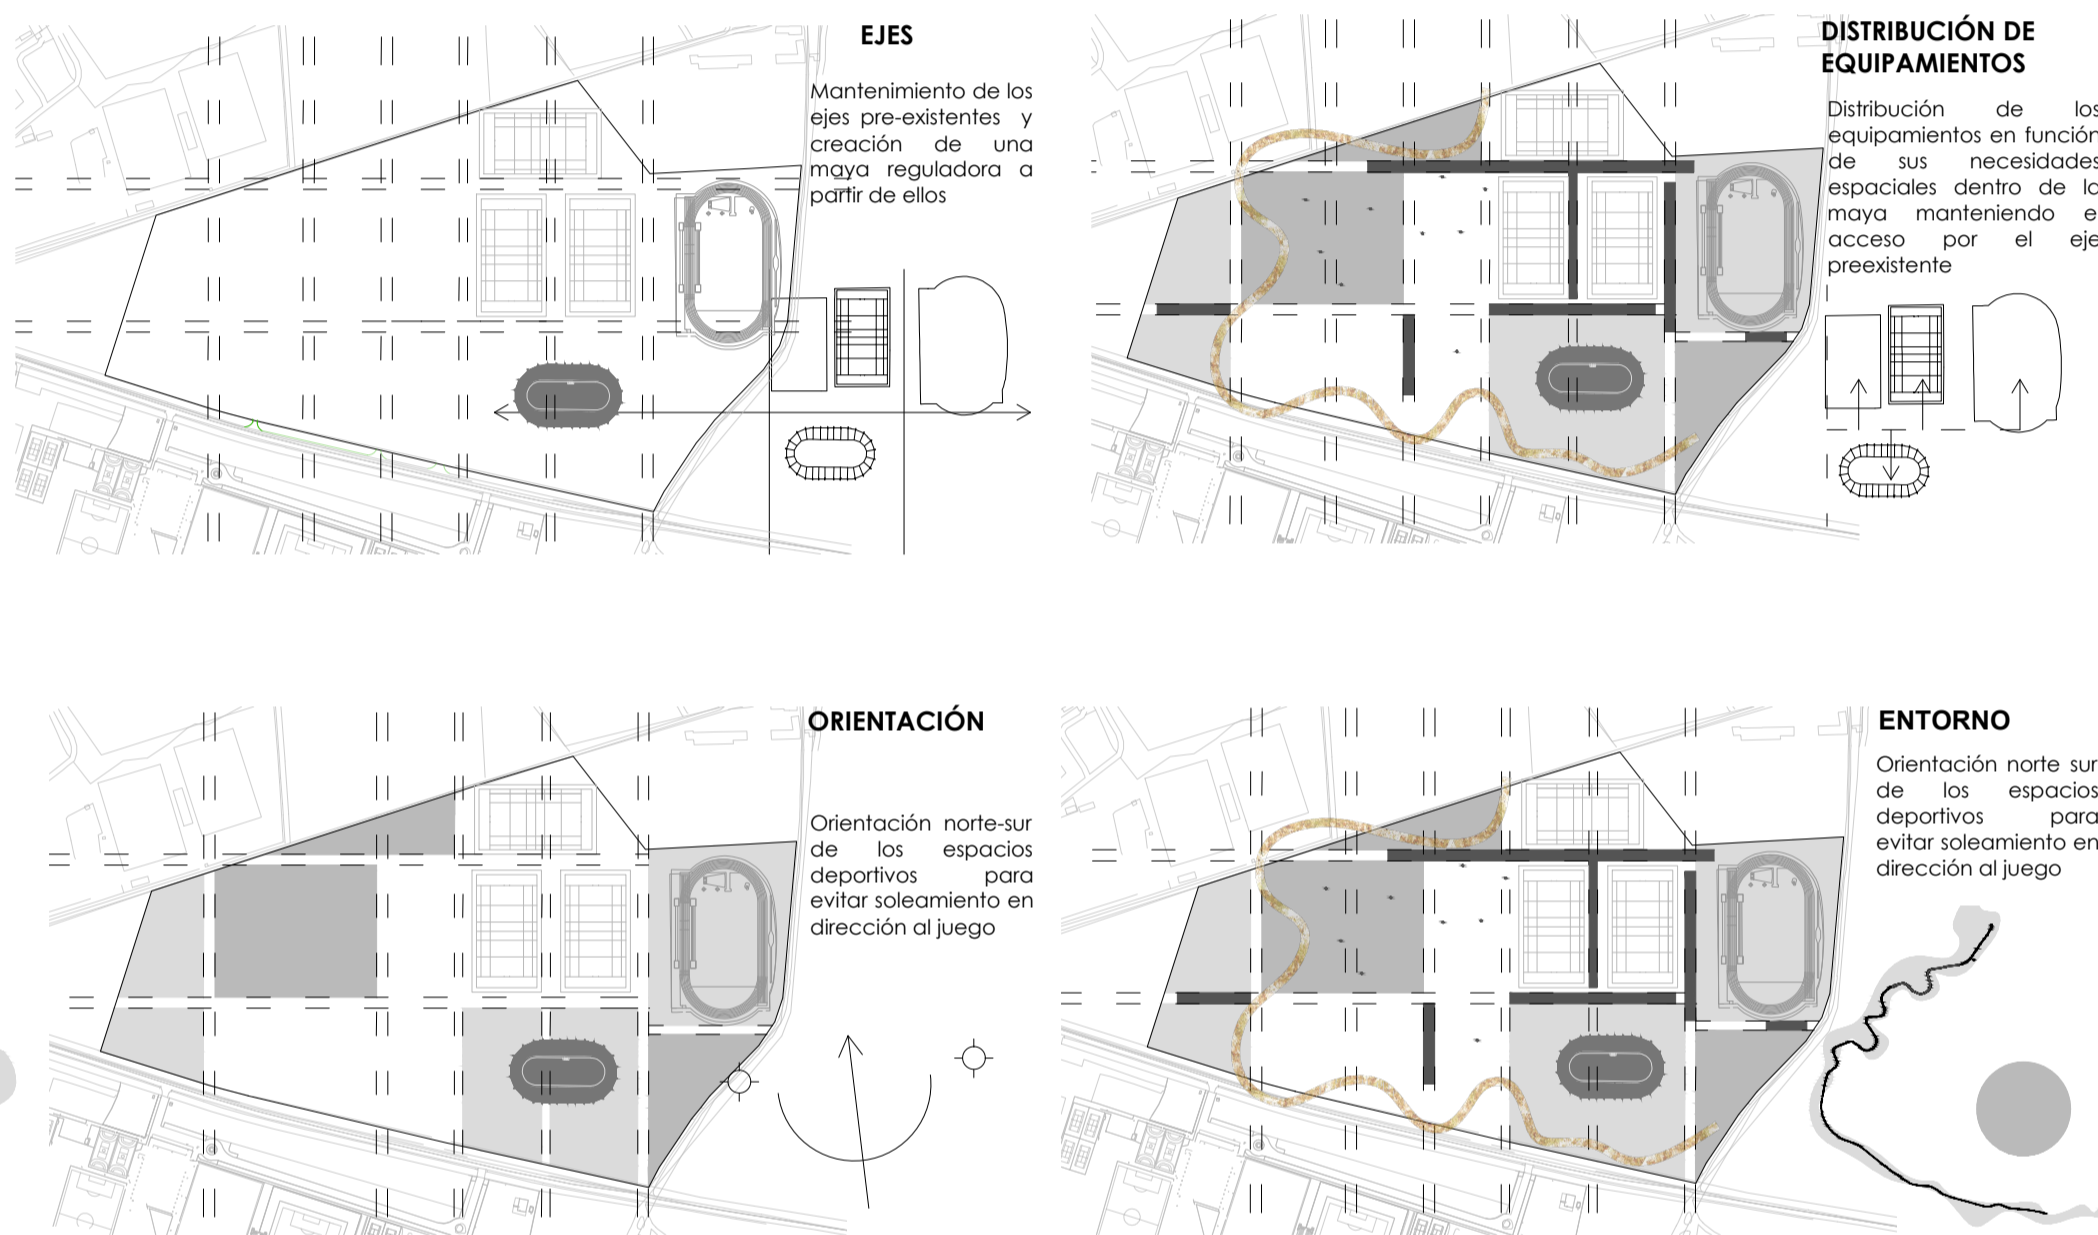 EJES
Mantenimiento de los
ejes pre-existentes y
creación de una
maya reguladora a
partir de ellos
DISTRIBUCIÓN DE
EQUIPAMIENTOS
Distribución de los
equipamientos en función
de sus necesidades
espaciales dentro de la
maya manteniendo e
acceso por el eje
preexistente
ORIENTACIÓN
Orientación norte-sur
de los espacios
deportivos para
evitar soleamiento en
dirección al juego
ENTORNO
Orientación norte sur
de los espacios
deportivos para
evitar soleamiento en
dirección al juego